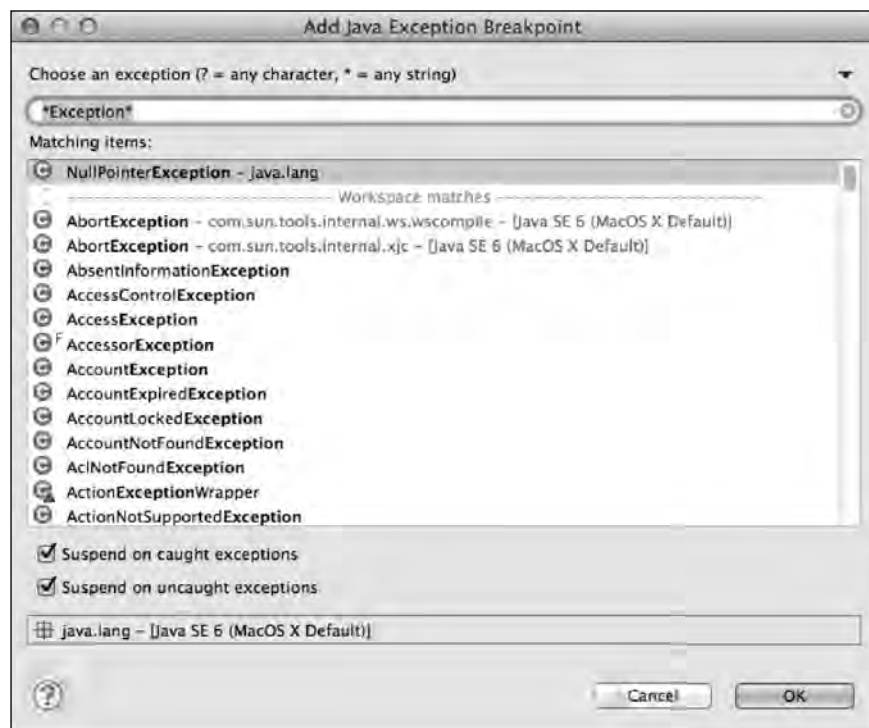 Add Java Exception Breakpoint
Choose an exception (? = any character, * = any string)
*Exception*
Matching items:
NullPointerException – java.lang
Workspace matches
AbortException – com.sun.tools.internal.ws.wscompile – [Java SE 6 (MacOS X Default)]
AbortException – com.sun.tools.internal.xjc – [Java SE 6 (MacOS X Default)]
AbsentInformationException
AccessControlException
AccessException
F AccessorException
AccountException
AccountExpiredException
AccountLockedException
AccountNotFoundException
AclNotFoundException
ActionExceptionWrapper
ActionNotSupportedException
Suspend on caught exceptions
Suspend on uncaught exceptions
java.lang – [Java SE 6 (MacOS X Default)]
?
Cancel
OK